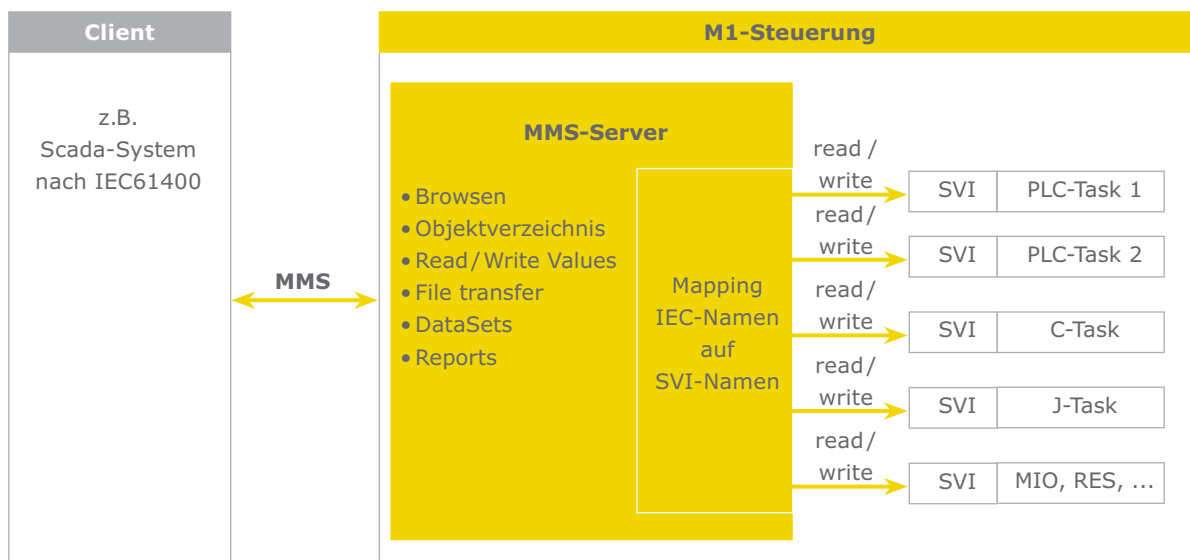 Client
z.B.
Scada-System
nach IEC61400
MMS
M1-Steuerung
MMS-Server
• Browsen
• Objektverzeichnis
• Read/Write Values
• File transfer
• DataSets
• Reports
Mapping
IEC-Namen
auf
SVI-Namen
read /
write
SVI
PLC-Task 1
read/
write
SVI
PLC-Task 2
read/
write
SVI
C-Task
read/
write
SVI
J-Task
read/
write
SVI
MIO, RES, ...